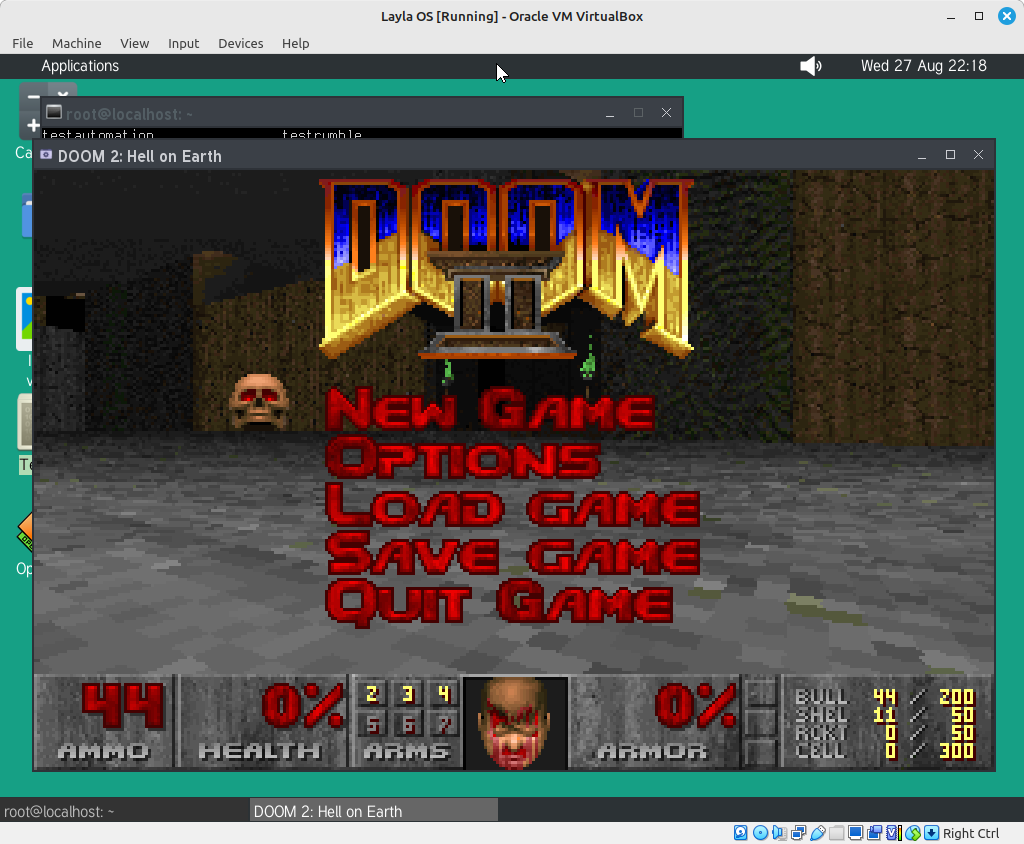 Layla OS [Running] - Oracle VM VirtualBox
File Machine View Input Devices Help
Applications Wed 27 Aug 22:18
root@localhost: ~
testautomation testrumble
DOOM 2: Hell on Earth
DOOM
II
New Game
Options
Load Game
Save Game
Quit Game
44 0% 2 3 4 0% BULL 44 / 200
SHEL 11 / 50
5 6 7 RCKT 0 / 50
AMMO HEALTH ARMS ARMOR CELL 0 / 300
root@localhost: ~ DOOM 2: Hell on Earth
Right Ctrl